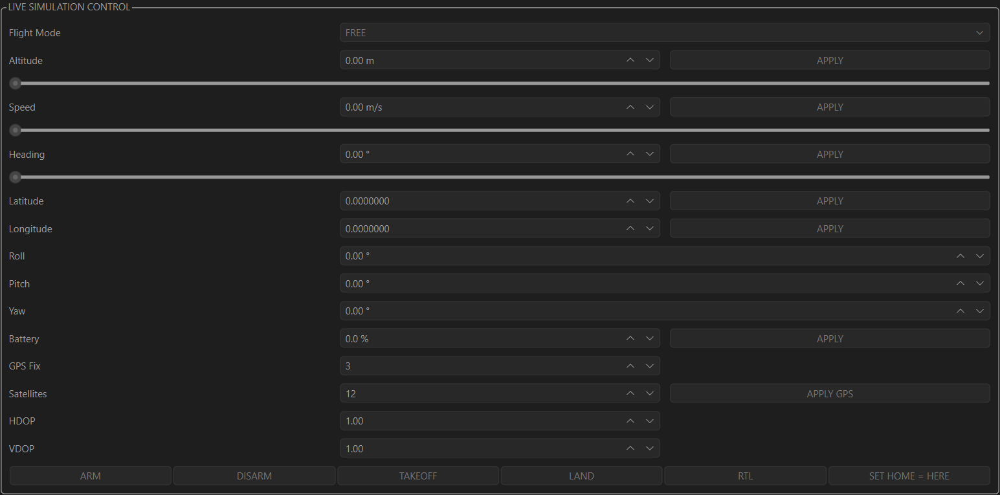 LIVE SIMULATION CONTROL
Flight Mode FREE
Altitude 0.00 m APPLY
Speed 0.00 m/s APPLY
Heading 0.00 ° APPLY
Latitude 0.0000000 APPLY
Longitude 0.0000000 APPLY
Roll 0.00 °
Pitch 0.00 °
Yaw 0.00 °
Battery 0.0 % APPLY
GPS Fix 3
Satellites 12 APPLY GPS
HDOP 1.00
VDOP 1.00
ARM DISARM TAKEOFF LAND RTL SET HOME = HERE